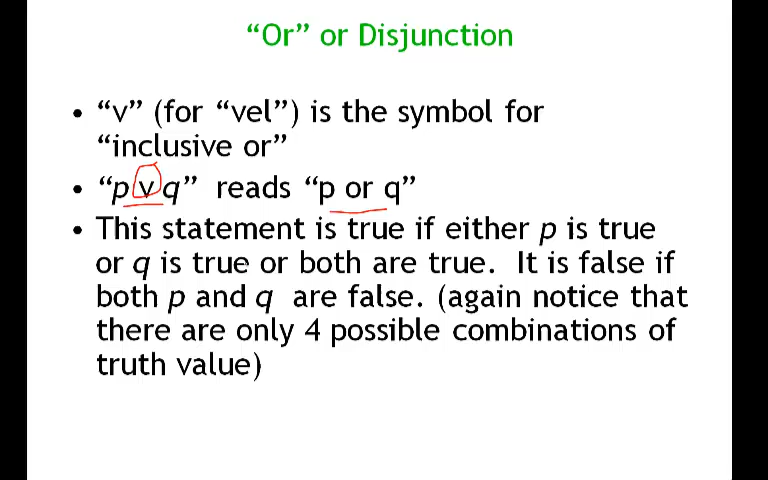 “Or” or Disjunction
• “v” (for “vel”) is the symbol for
“inclusive or”
• “p v q” reads “p or q”
• This statement is true if either p is true
or q is true or both are true. It is false if
both p and q are false. (again notice that
there are only 4 possible combinations of
truth value)